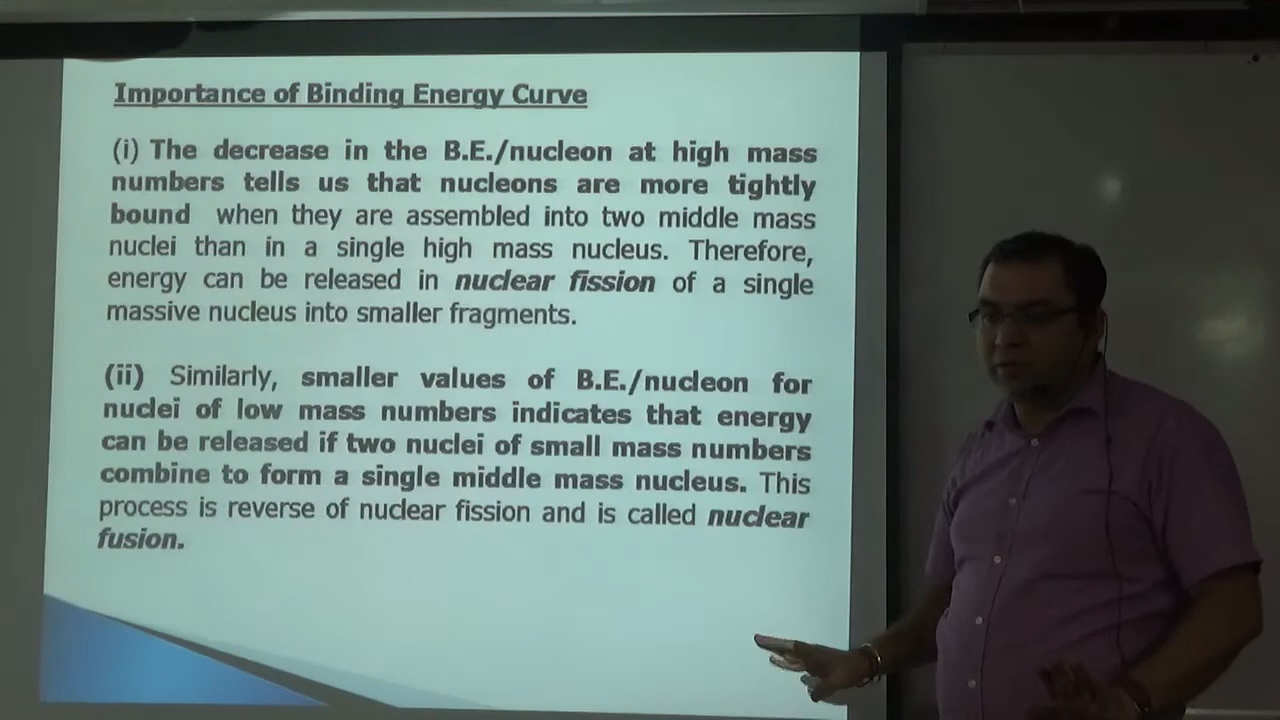 Importance of Binding Energy Curve
(i) The decrease in the B.E./nucleon at high mass
numbers tells us that nucleons are more tightly
bound when they are assembled into two middle mass
nuclei than in a single high mass nucleus. Therefore,
energy can be released in nuclear fission of a single
massive nucleus into smaller fragments.
(ii) Similarly, smaller values of B.E./nucleon for
nuclei of low mass numbers indicates that energy
can be released if two nuclei of small mass numbers
combine to form a single middle mass nucleus. This
process is reverse of nuclear fission and is called nuclear
fusion.